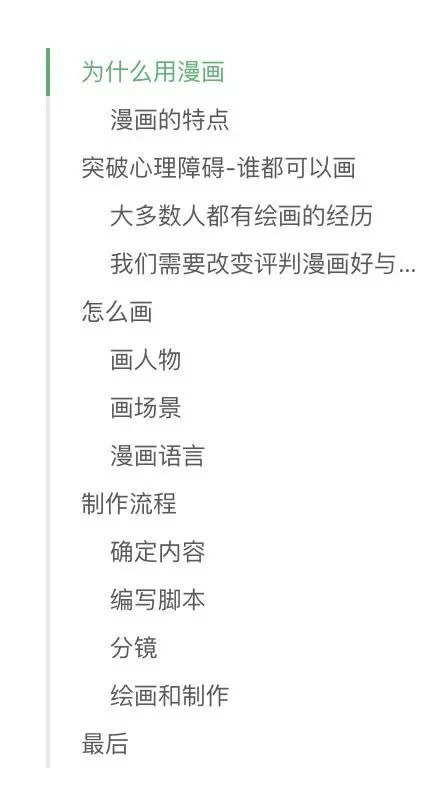 为什么用漫画
漫画的特点
突破心理障碍-谁都可以画
大多数人都有绘画的经历
我们需要改变评判漫画好与...
怎么画
画人物
画场景
漫画语言
制作流程
确定内容
编写脚本
分镜
绘画和制作
最后